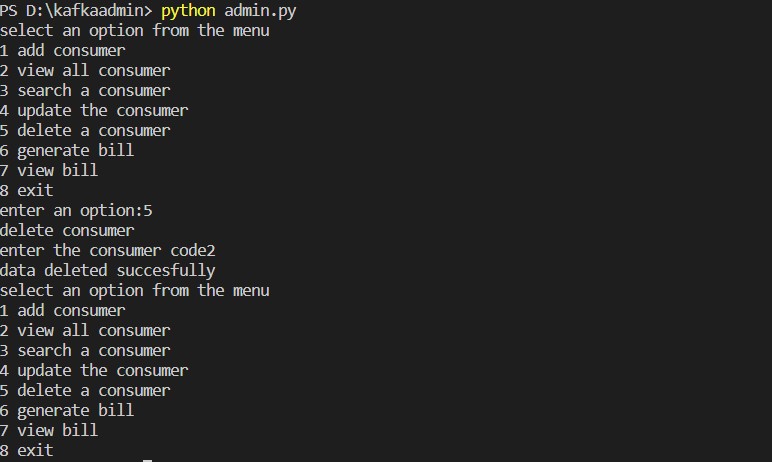 PS D:\kafkaadmin> python admin.py
select an option from the menu
1 add consumer
2 view all consumer
3 search a consumer
4 update the consumer
5 delete a consumer
6 generate bill
7 view bill
8 exit
enter an option:5
delete consumer
enter the consumer code2
data deleted succesfully
select an option from the menu
1 add consumer
2 view all consumer
3 search a consumer
4 update the consumer
5 delete a consumer
6 generate bill
7 view bill
8 exit